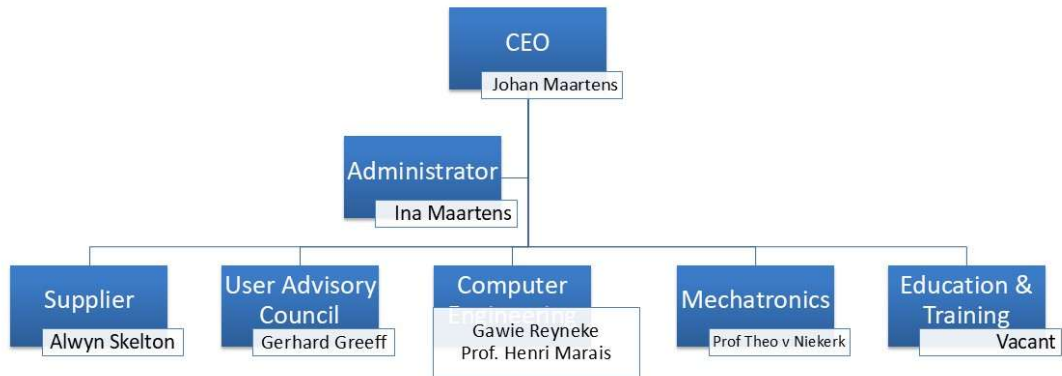 CEO
Johan Maartens
Administrator
Ina Maartens
Supplier
Alwyn Skelton
User Advisory
Council
Gerhard Greeff
Computer
Engineering
Gawie Reyneke
Prof. Henri Marais
Mechatronics
Prof Theo v Niekerk
Education &
Training
Vacant